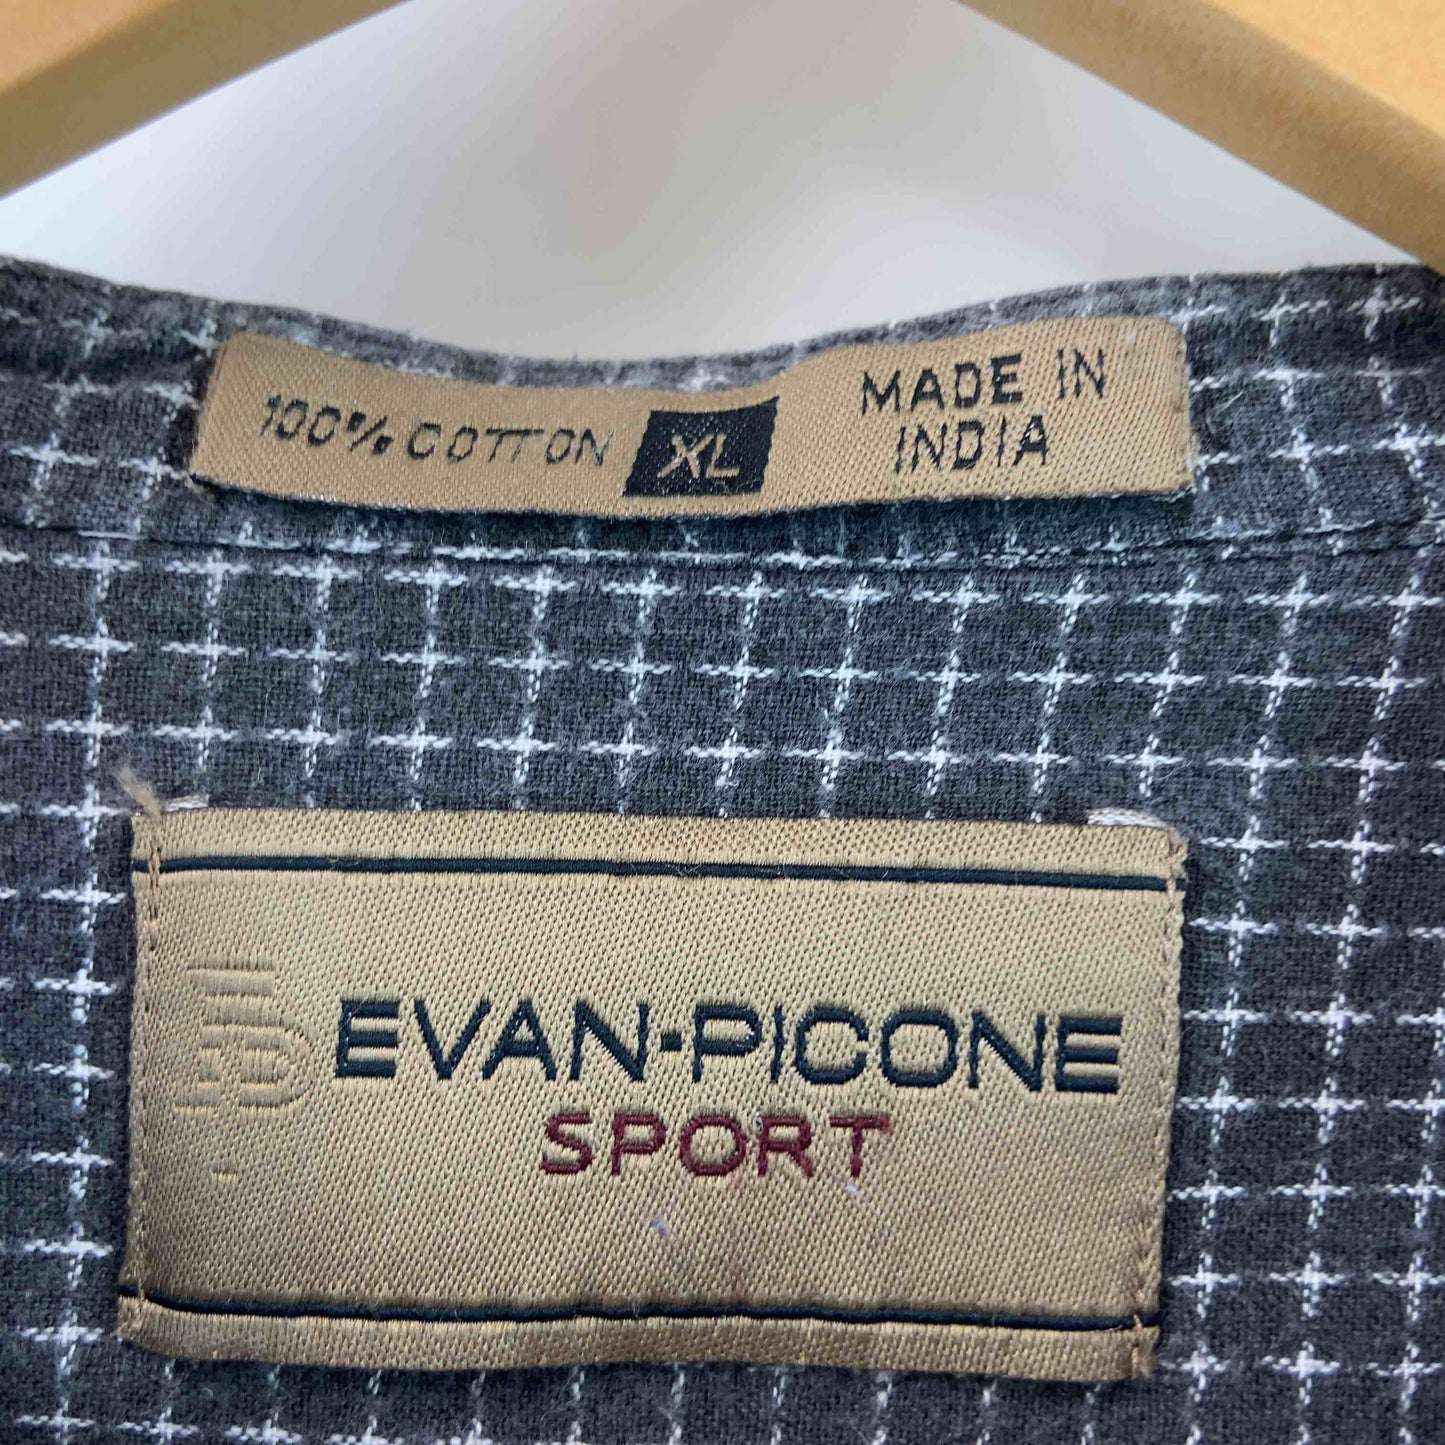 100% COTTON XL MADE IN
INDIA
EVAN-PICONE
SPORT